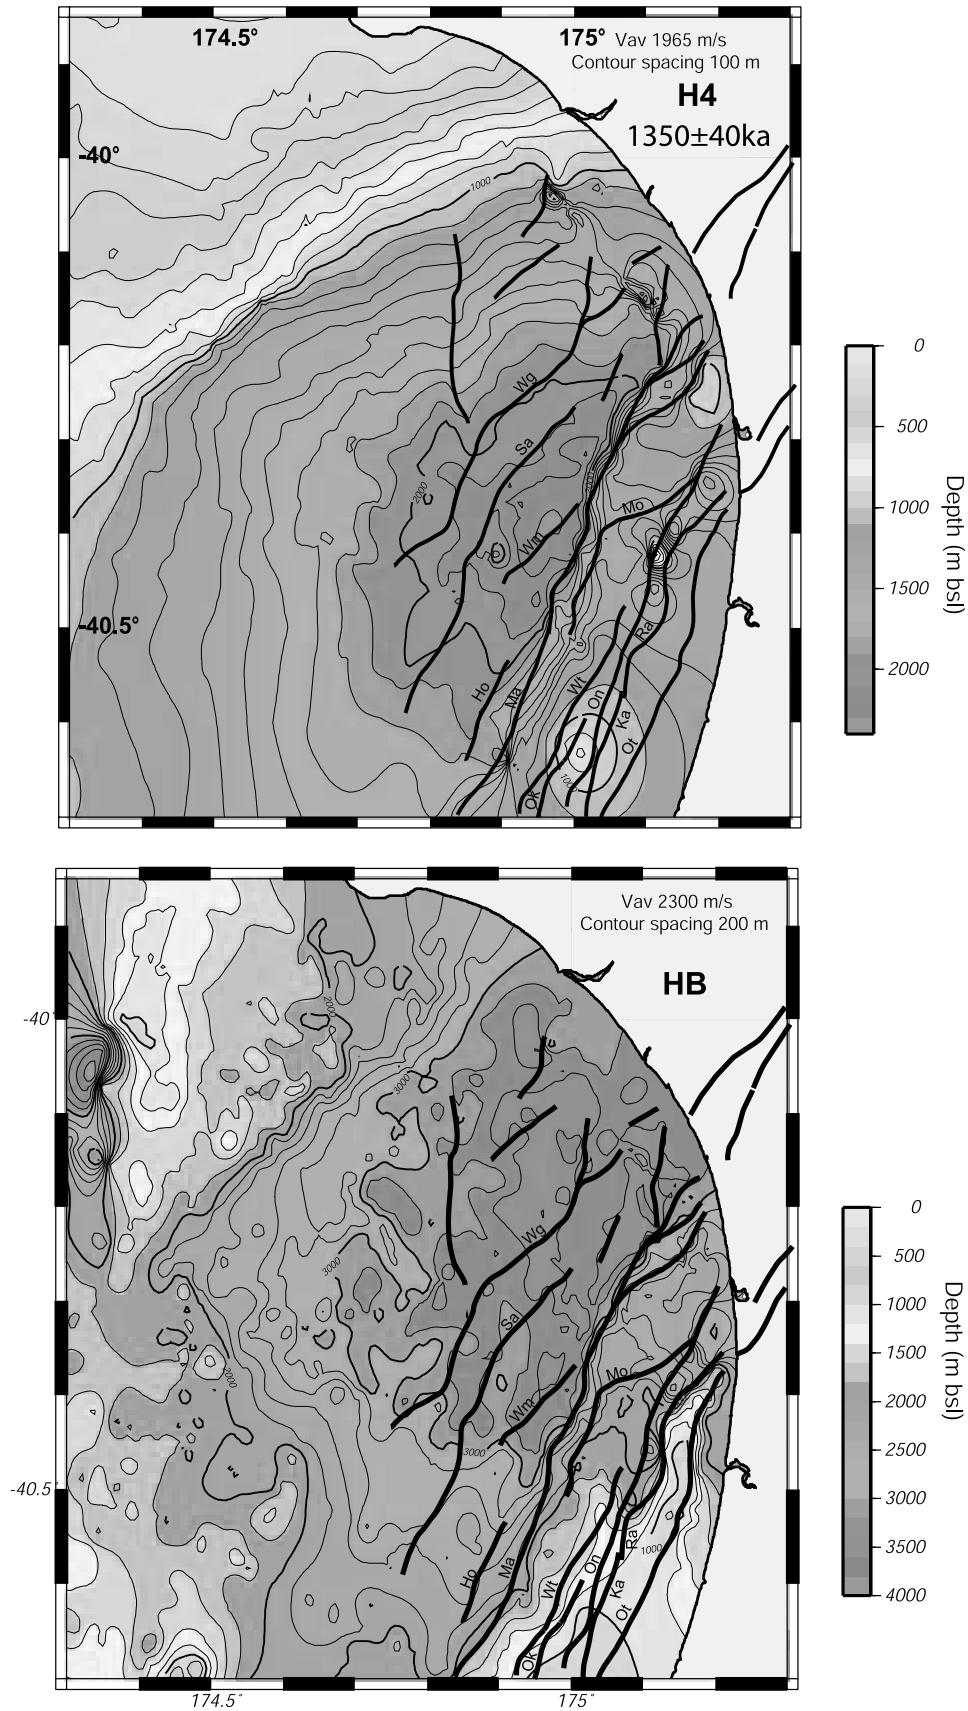 174.5°
175°
Vav 1965 m/s
Contour spacing 100 m
H4
1350±40ka
-40°
1000
Wg
Sa
2000
Mo
Wm
-40.5°
Ra
Ho
Ma
Wt
On
Ka
Ot
1000
Ok
0
500
1000
1500
2000
Depth (m bsl)
Vav 2300 m/s
Contour spacing 200 m
HB
2000
-40°
3000
Wg
3000
Sa
2000
Mo
Wm
3000
-40.5°
Ra
1000
Ho
Ma
Wt
On
Ka
Ot
Ok
0
500
1000
1500
2000
2500
3000
3500
4000
Depth (m bsl)
174.5°
175°